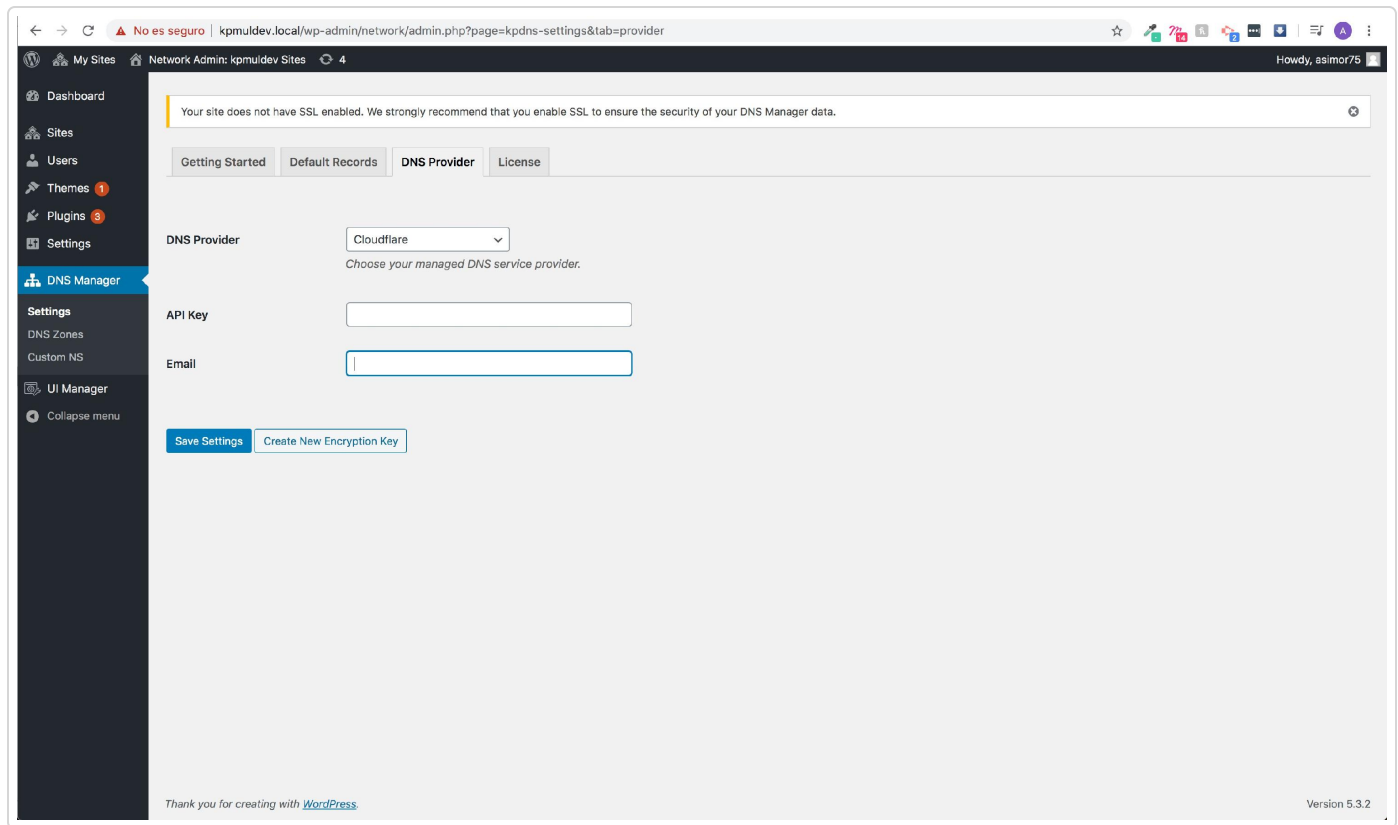 No es seguro kpmuldev.local/wp-admin/network/admin.php?page=kpdns-settings&tab=provider
14
2
A
My Sites Network Admin: kpmuldev Sites 4 Howdy, asimor75
Dashboard
Sites
Users
Themes 1
Plugins 3
Settings
DNS Manager
Settings
DNS Zones
Custom NS
UI Manager
Collapse menu
Your site does not have SSL enabled. We strongly recommend that you enable SSL to ensure the security of your DNS Manager data.
Getting Started Default Records DNS Provider License
DNS Provider Cloudflare
Choose your managed DNS service provider.
API Key
Email
Save Settings Create New Encryption Key
Thank you for creating with WordPress. Version 5.3.2